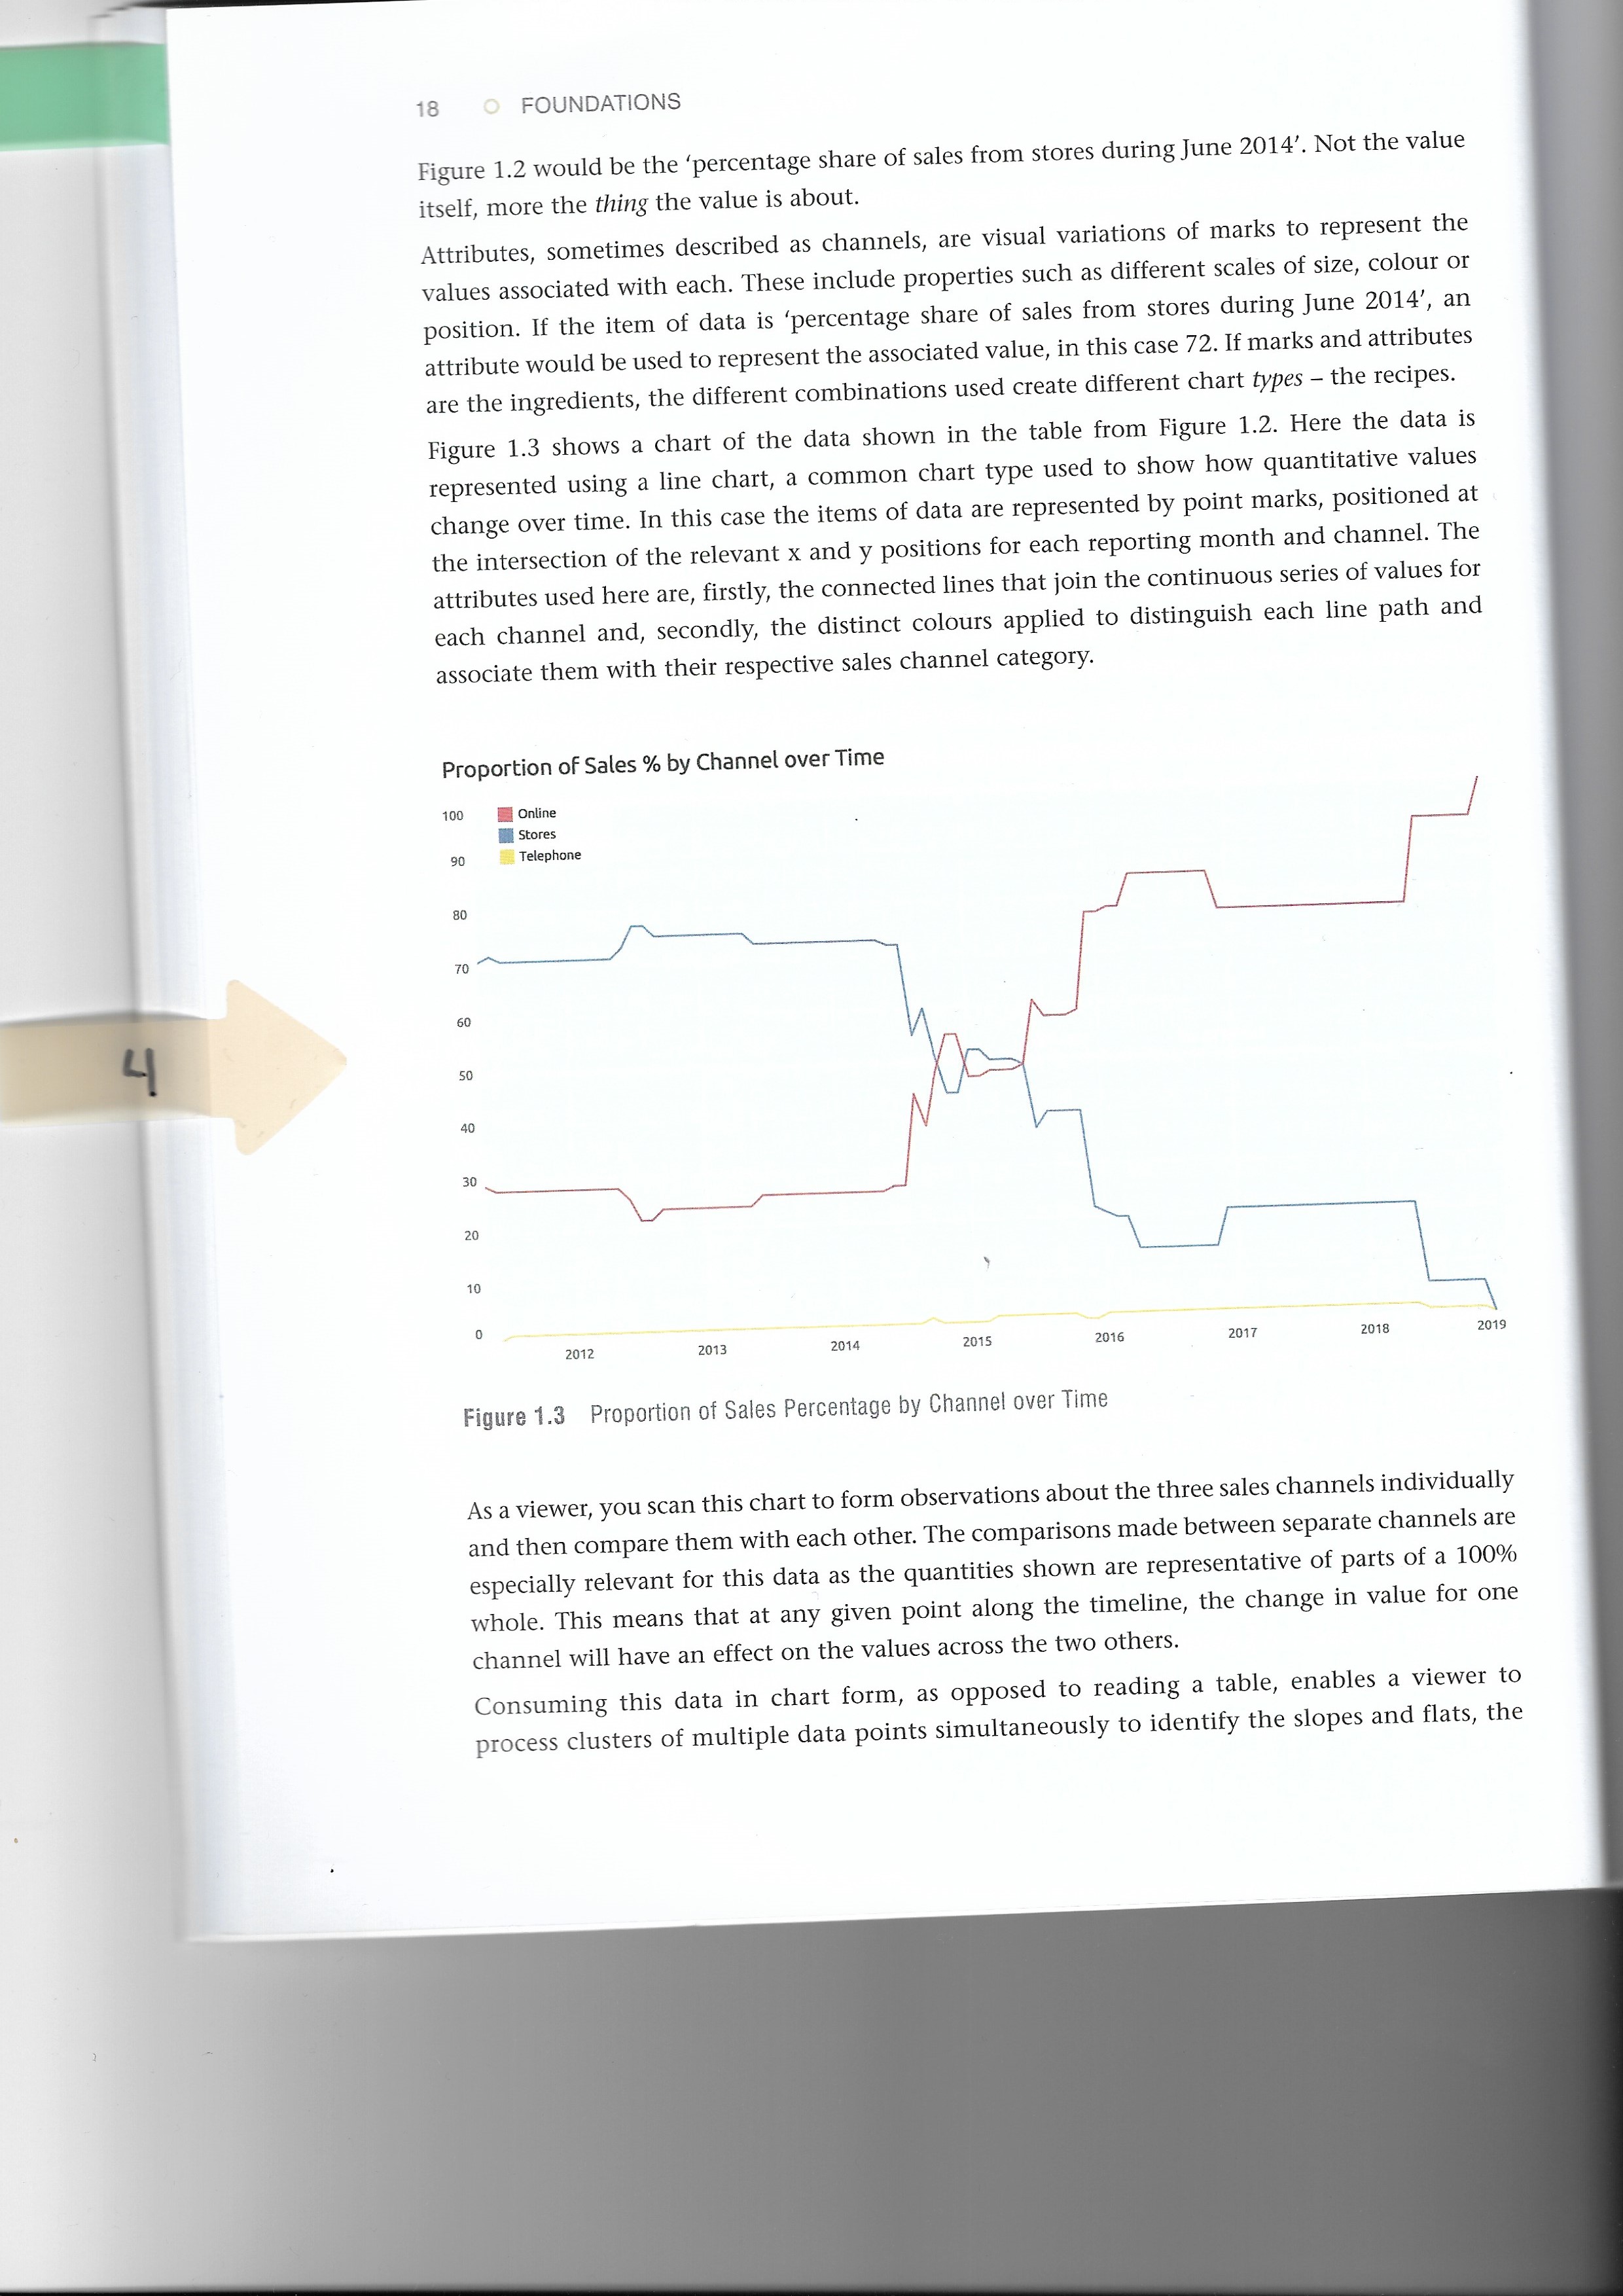 18 FOUNDATIONS
Figure 1.2 would be the ‘percentage share of sales from stores during June 2014’. Not the value
itself, more the thing the value is about.
Attributes, sometimes described as channels, are visual variations of marks to represent the
values associated with each. These include properties such as different scales of size, colour or
position. If the item of data is ‘percentage share of sales from stores during June 2014’, an
attribute would be used to represent the associated value, in this case 72. If marks and attributes
are the ingredients, the different combinations used create different chart types – the recipes.
Figure 1.3 shows a chart of the data shown in the table from Figure 1.2. Here the data is
represented using a line chart, a common chart type used to show how quantitative values
change over time. In this case the items of data are represented by point marks, positioned at
the intersection of the relevant x and y positions for each reporting month and channel. The
attributes used here are, firstly, the connected lines that join the continuous series of values for
each channel and, secondly, the distinct colours applied to distinguish each line path and
associate them with their respective sales channel category.
Proportion of Sales % by Channel over Time
100
Online
Stores
90
Telephone
80
70
60
50
4
40
30
20
10
0
2012 2013 2014 2015 2016 2017 2018 2019
Figure 1.3 Proportion of Sales Percentage by Channel over Time
As a viewer, you scan this chart to form observations about the three sales channels individually
and then compare them with each other. The comparisons made between separate channels are
especially relevant for this data as the quantities shown are representative of parts of a 100%
whole. This means that at any given point along the timeline, the change in value for one
channel will have an effect on the values across the two others.
Consuming this data in chart form, as opposed to reading a table, enables a viewer to
process clusters of multiple data points simultaneously to identify the slopes and flats, the